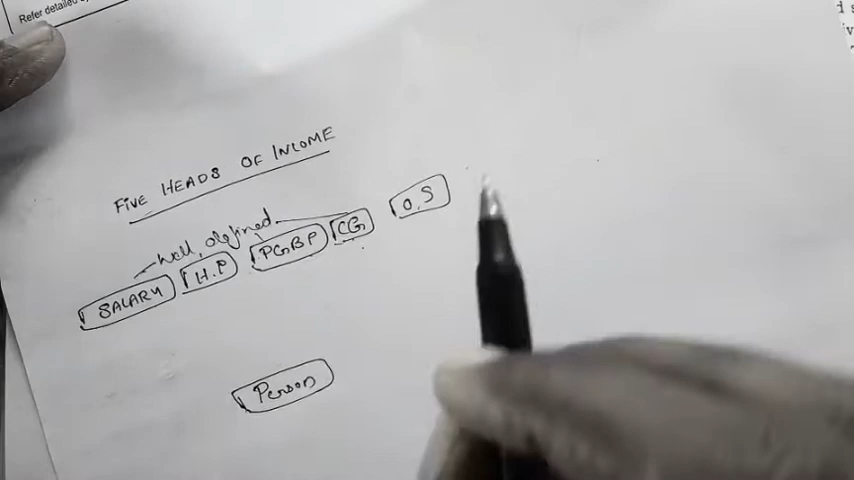 Refer detailed
FIVE HEADS OF INCOME
Well defined
SALARY H.P PGBP CG O.S
Person